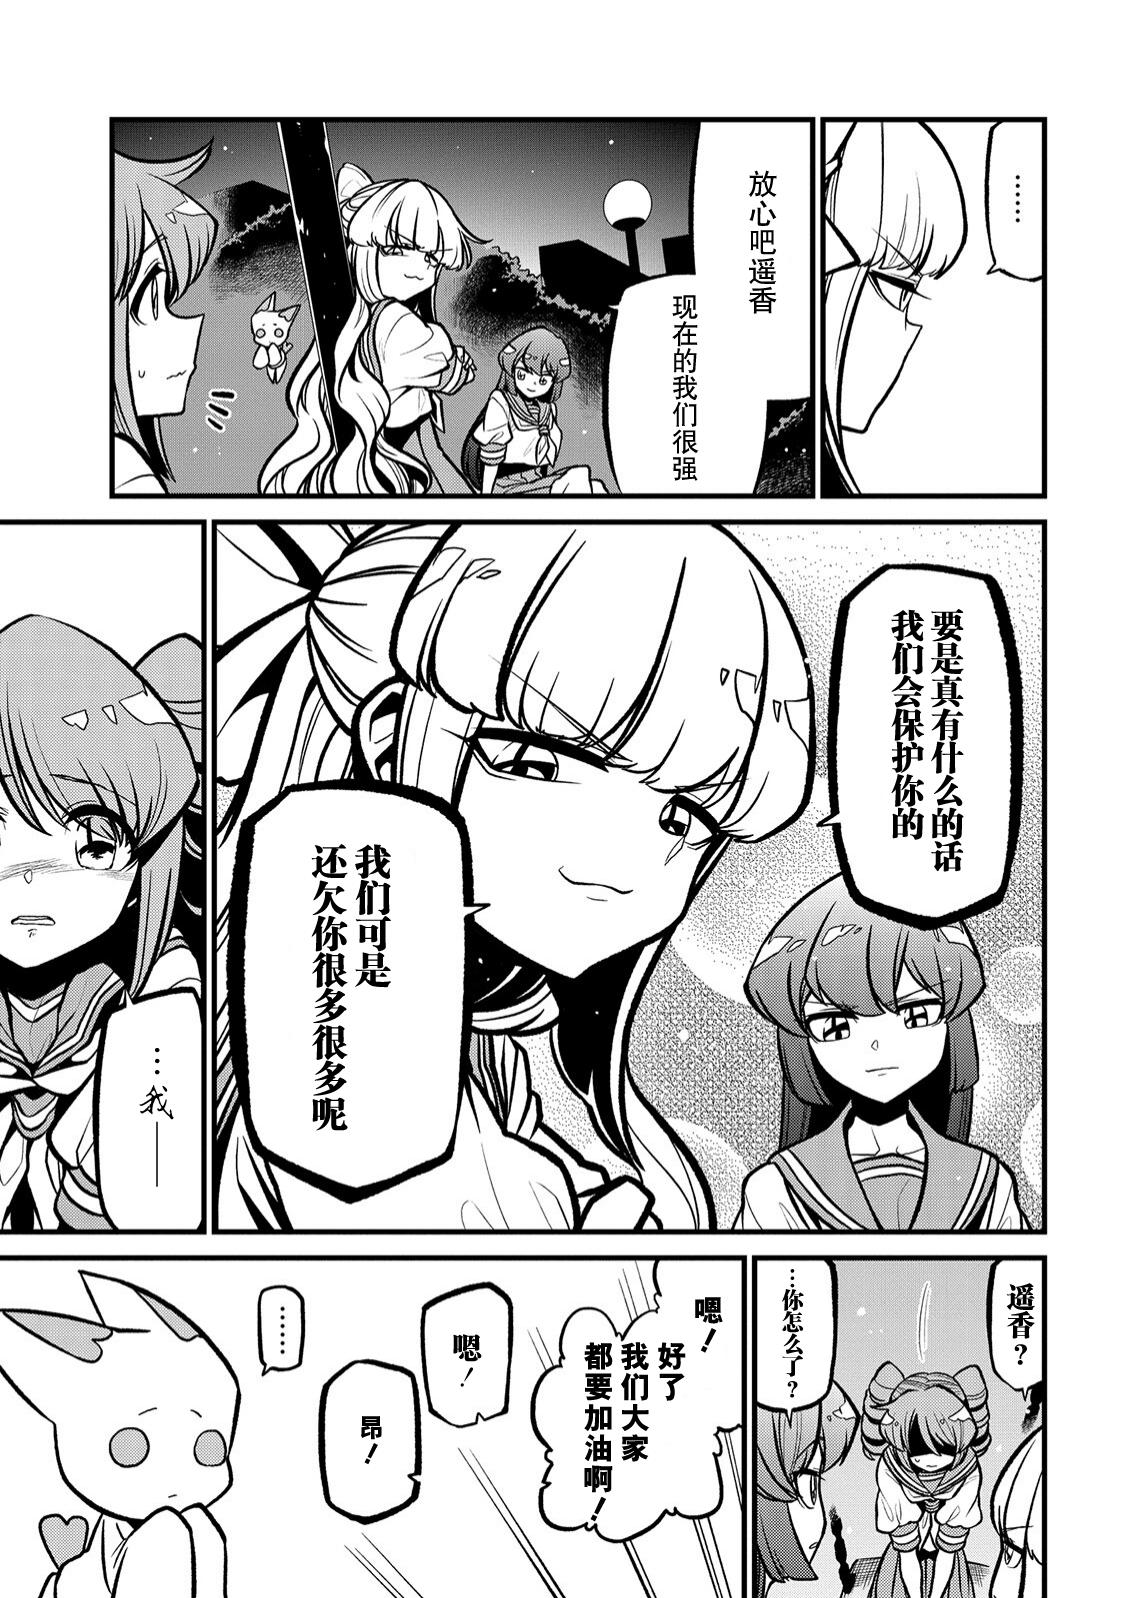 ……
放心吧遥香
现在的我们很强
要是真有什么的话
我们会保护你的
我们可是
还欠你很多很多呢
…我——
遥香？
…你怎么了？
嗯！
好了
我们大家
都要加油啊！
嗯！
昂！
……